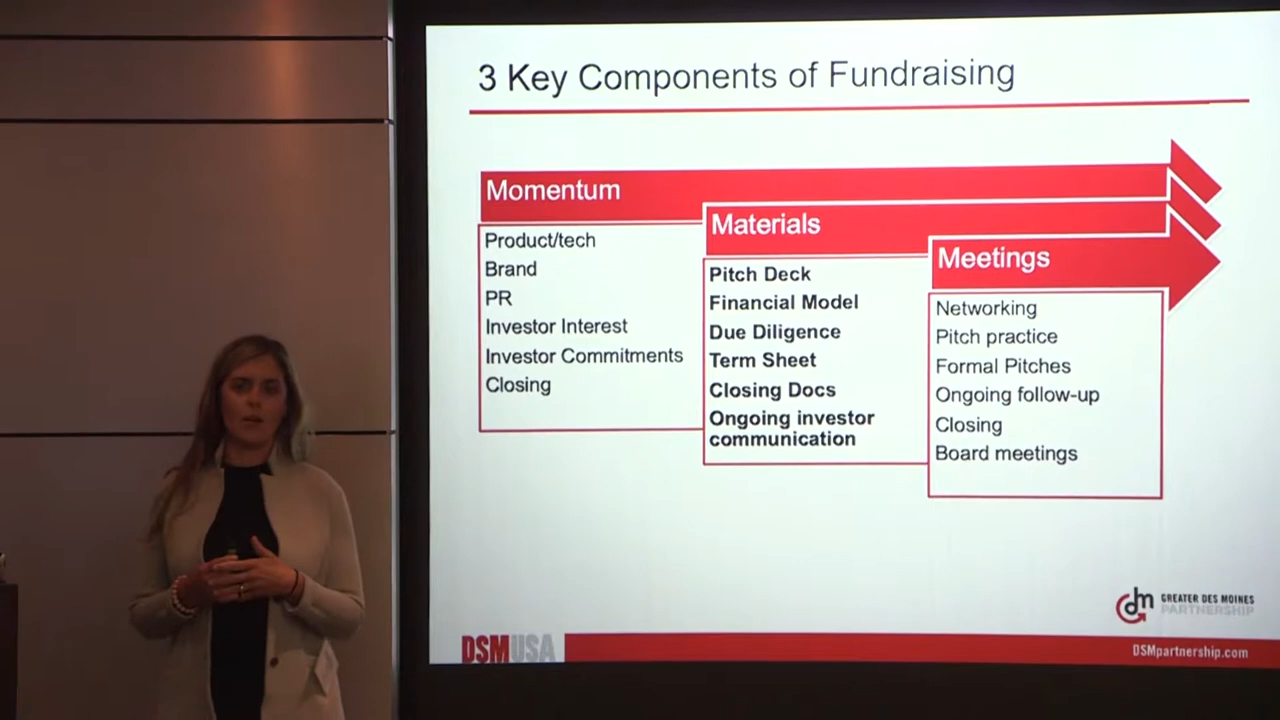 3 Key Components of Fundraising
Momentum
Product/tech
Brand
PR
Investor Interest
Investor Commitments
Closing
Materials
Pitch Deck
Financial Model
Due Diligence
Term Sheet
Closing Docs
Ongoing investor
communication
Meetings
Networking
Pitch practice
Formal Pitches
Ongoing follow-up
Closing
Board meetings
dm
GREATER DES MOINES
PARTNERSHIP
DSMUSA
DSMpartnership.com